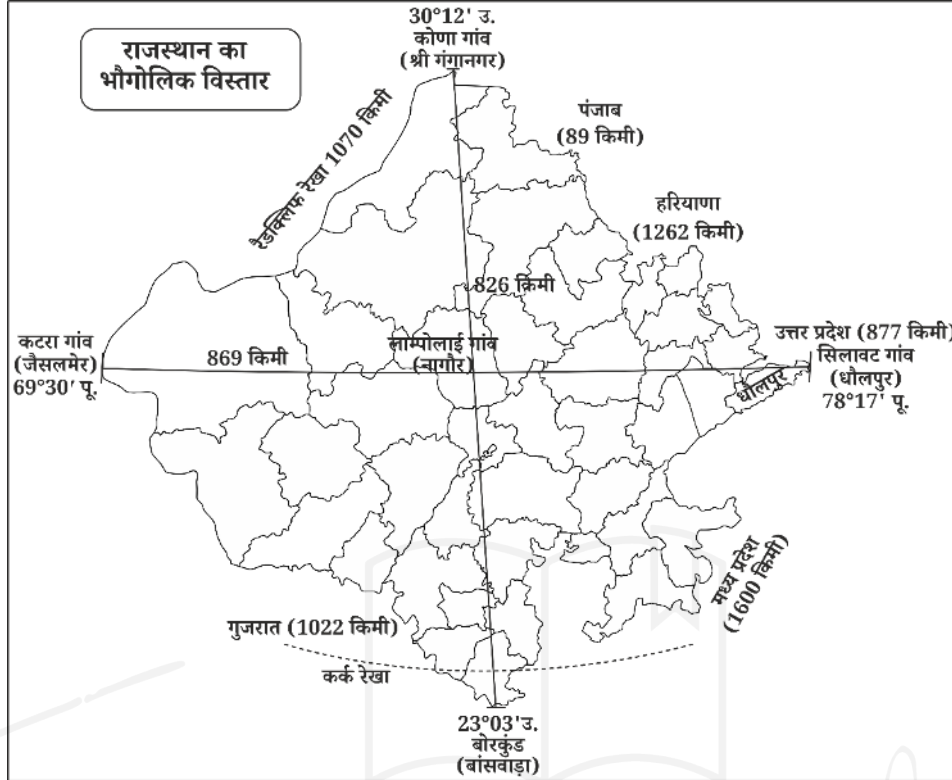 राजस्थान का
भौगोलिक विस्तार
30°12' उ.
कोणा गांव
(श्री गंगानगर)
रैडक्लिफ रेखा 1070 किमी
पंजाब
(89 किमी)
हरियाणा
(1262 किमी)
826 किमी
कटरा गांव
(जैसलमेर)
69°30' पू.
869 किमी
लाम्पोलाई गांव
(नागौर)
उत्तर प्रदेश (877 किमी)
सिलावट गांव
(धौलपुर)
78°17' पू.
धौलपुर
मध्य प्रदेश
(1600 किमी)
गुजरात (1022 किमी)
कर्क रेखा
23°03'उ.
बोरकुंड
(बांसवाड़ा)